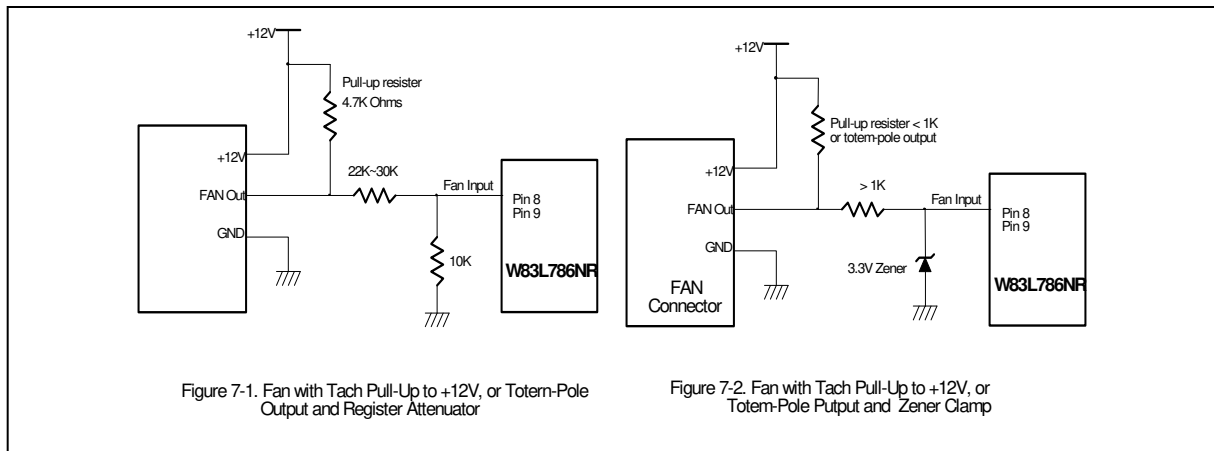 +12V
Pull-up resister
4.7K Ohms
+12V
FAN Out
GND
22K~30K
Fan Input
10K
Pin 8
Pin 9
W83L786NR
Figure 7-1. Fan with Tach Pull-Up to +12V, or Totern-Pole
Output and Register Attenuator
+12V
Pull-up resister < 1K
or totem-pole output
+12V
FAN Out
GND
FAN
Connector
> 1K
Fan Input
3.3V Zener
Pin 8
Pin 9
W83L786NR
Figure 7-2. Fan with Tach Pull-Up to +12V, or
Totem-Pole Putput and Zener Clamp